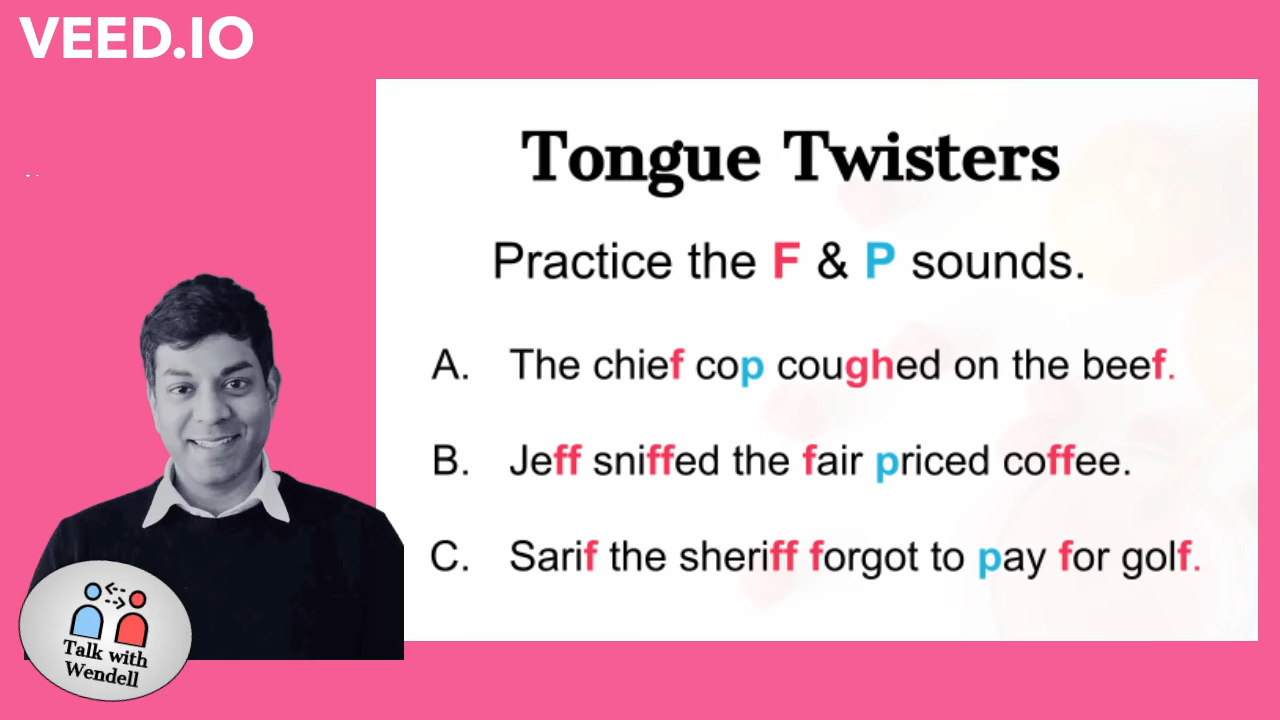 VEED.IO
Tongue Twisters
Practice the F & P sounds.
A. The chief cop coughed on the beef.
B. Jeff sniffed the fair priced coffee.
C. Sarif the sheriff forgot to pay for golf.
Talk with
Wendell